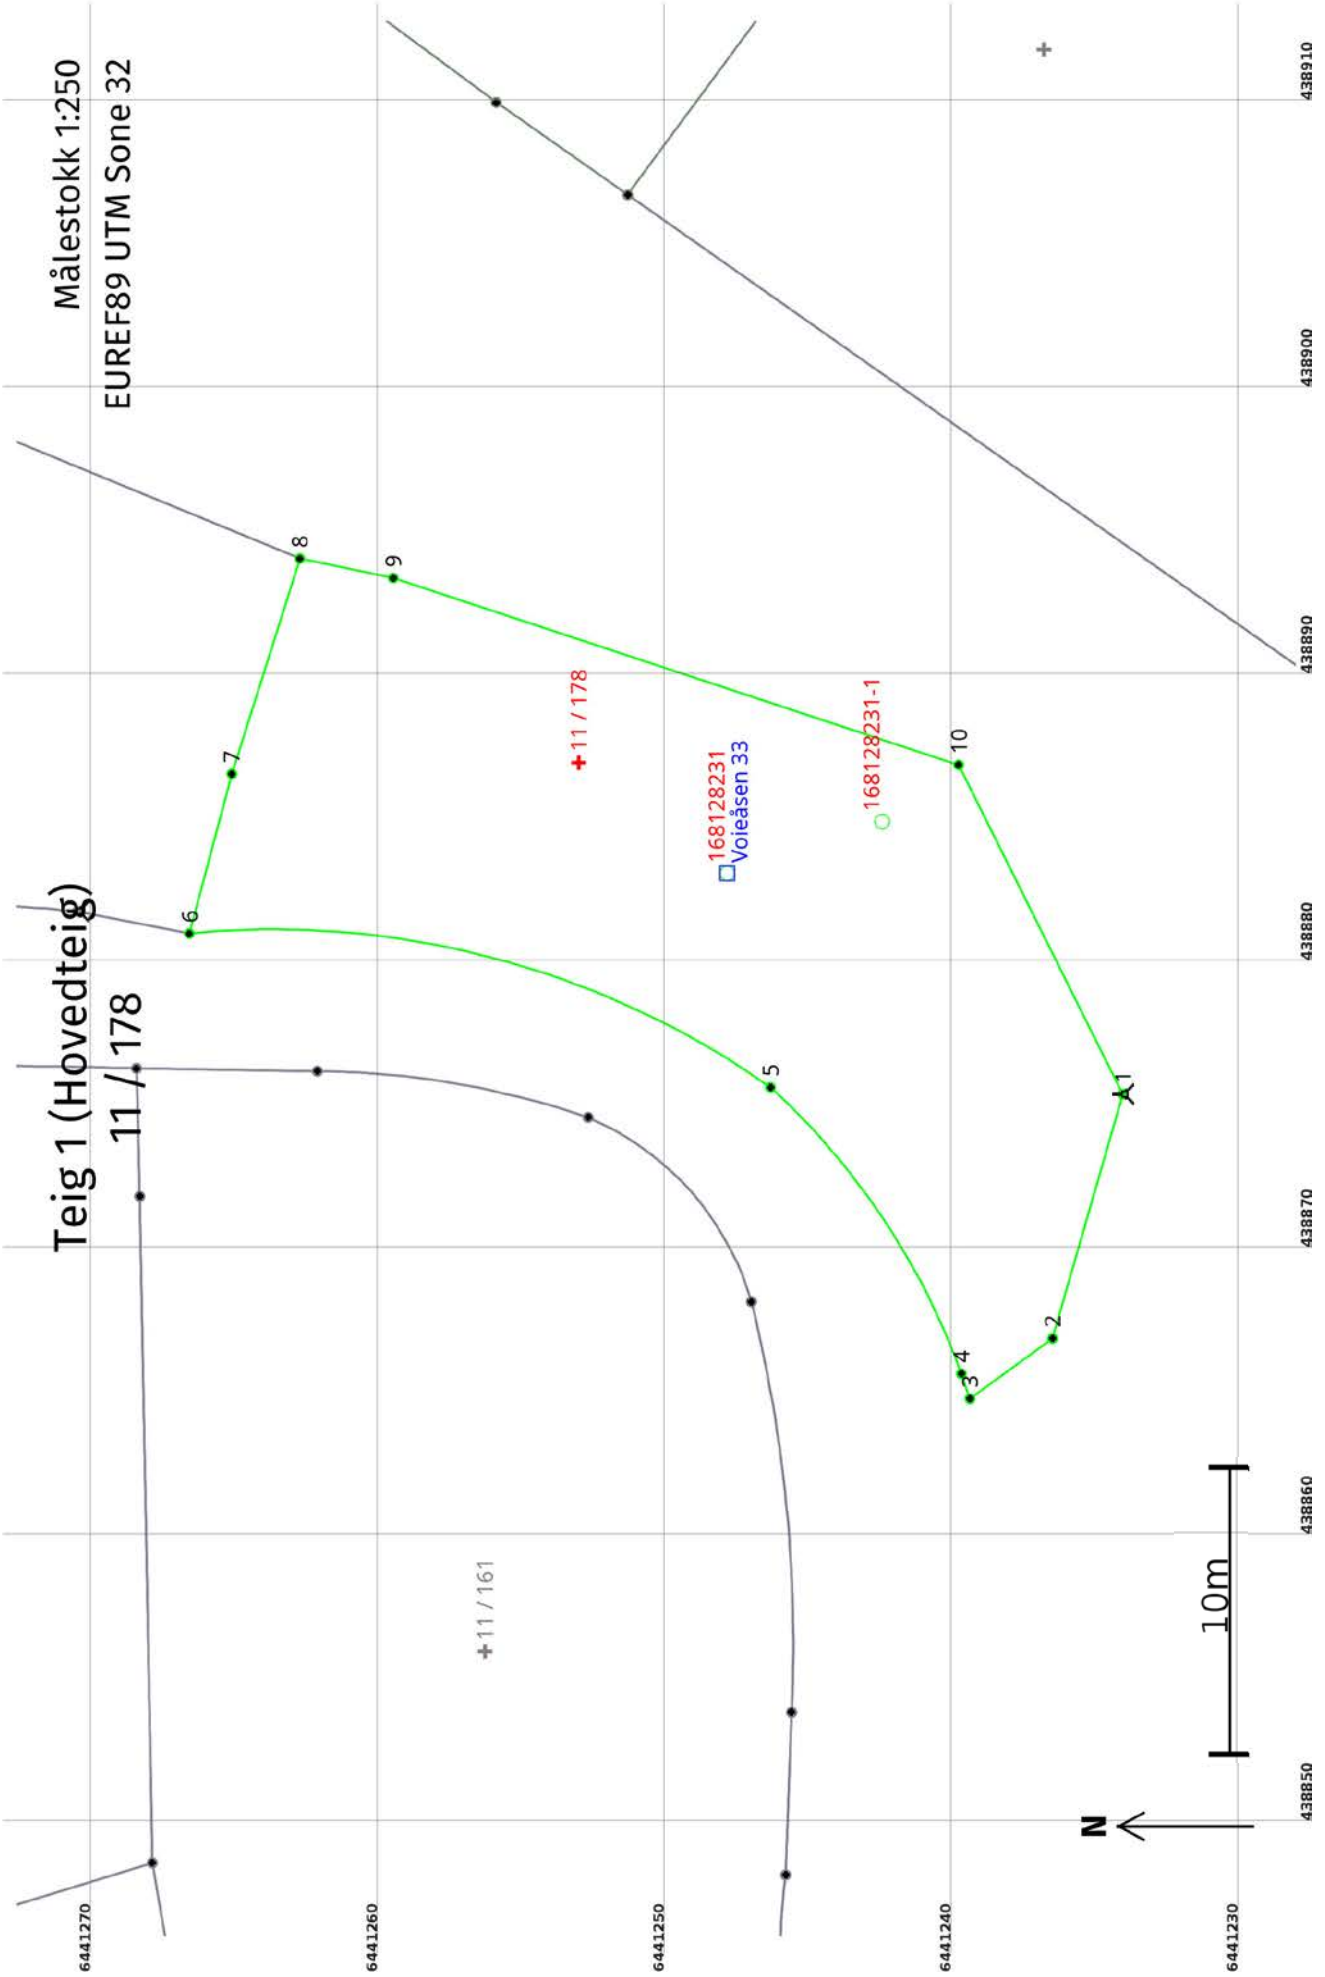 Teig 1 (Hovedteig)
11 / 178
Målestokk 1:250
EUREF89 UTM Sone 32
6
7
8
9
11 / 178
168128231
Voieåsen 33
168128231-1
10
5
1
4
3
2
11 / 161
10m
N
6441270
6441260
6441250
6441240
6441230
438850
438860
438870
438880
438890
438900
438910